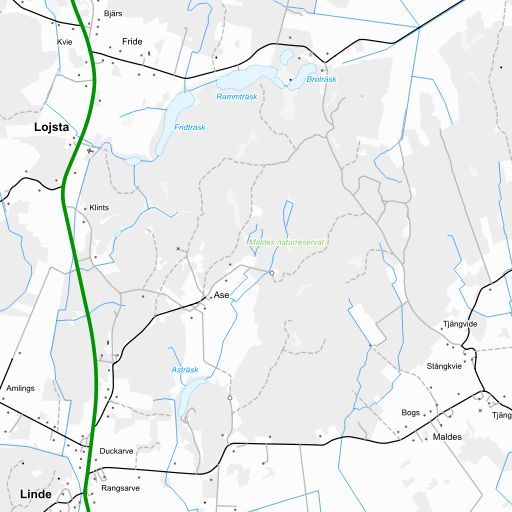 Bjärs
Kvie
Fride
Broträsk
Rammträsk
Lojsta
Fridträsk
Klints
Maldes naturreservat
Ase
Tjängvide
Asträsk
Stångkvie
Amlings
Bogs
Tjäng
Maldes
Duckarve
Rangsarve
Linde